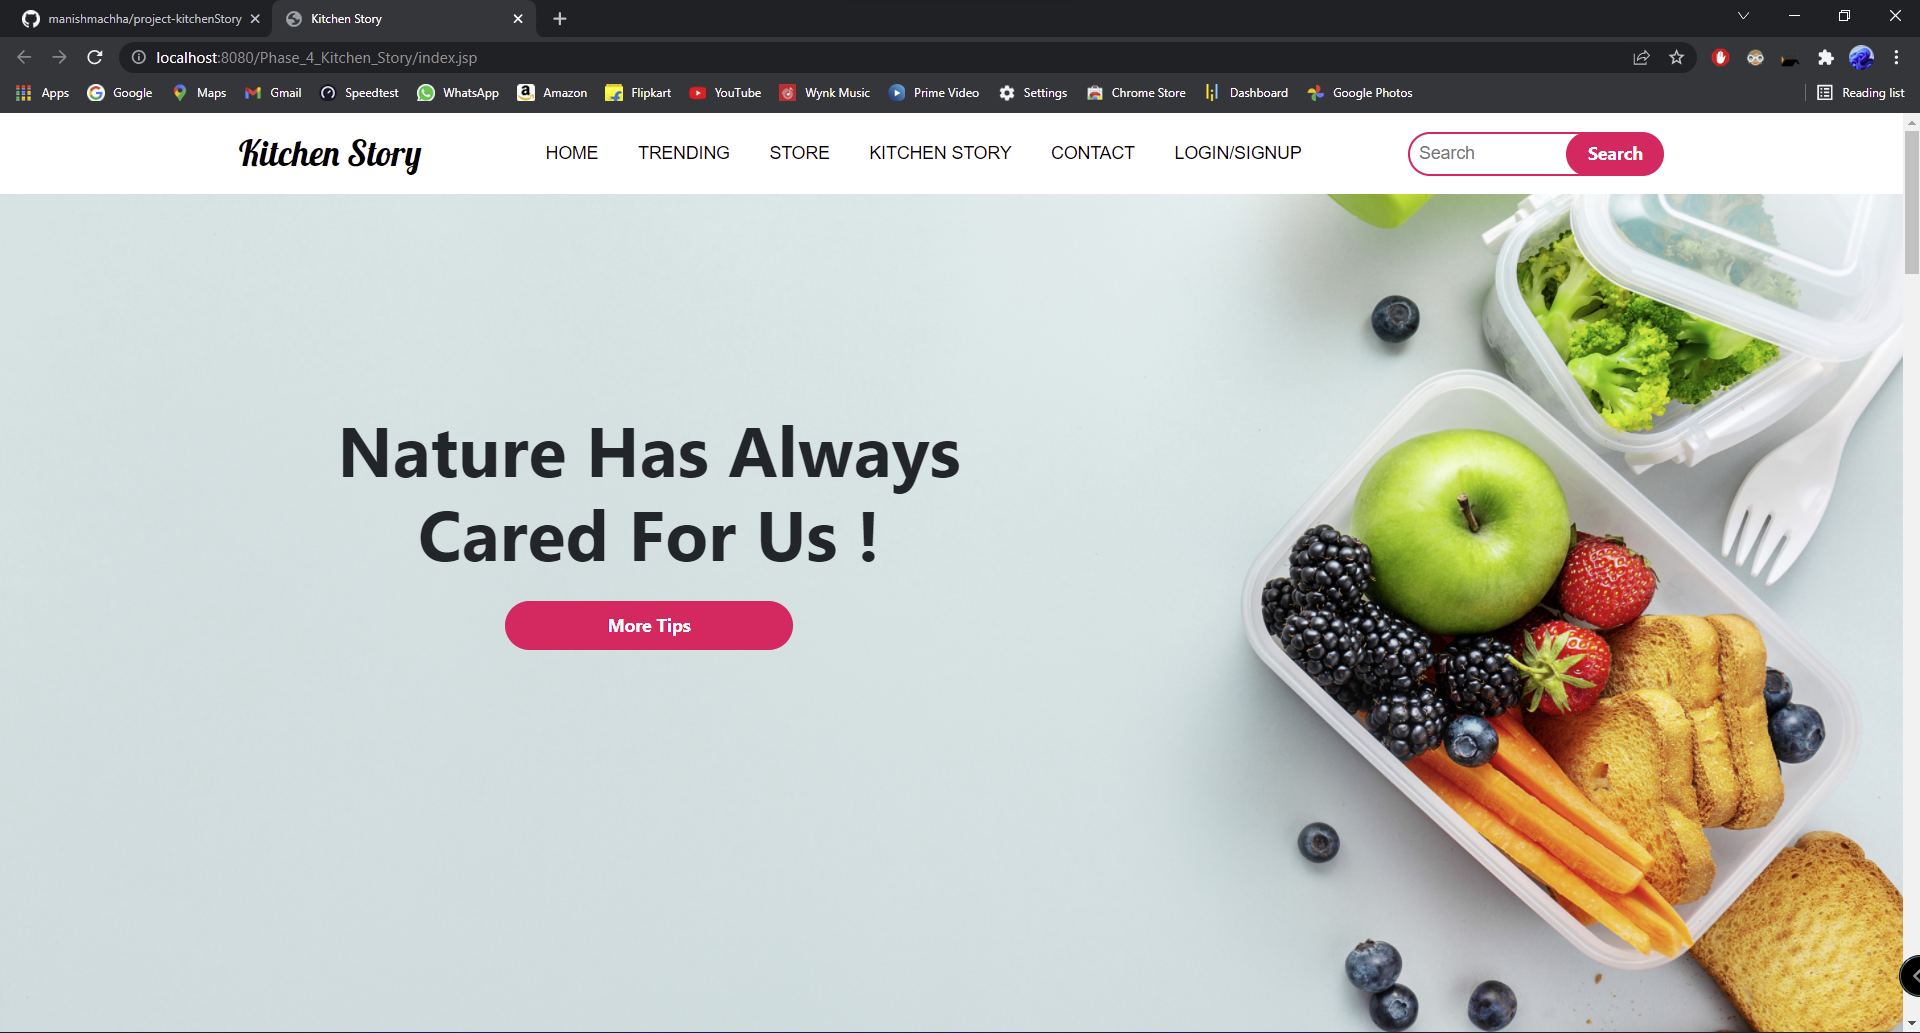 manishmachha/project-kitchenStory
Kitchen Story
localhost:8080/Phase_4_Kitchen_Story/index.jsp
Apps Google Maps Gmail Speedtest WhatsApp Amazon Flipkart YouTube Wynk Music Prime Video Settings Chrome Store Dashboard Google Photos Reading list
Kitchen Story HOME TRENDING STORE KITCHEN STORY CONTACT LOGIN/SIGNUP Search Search
Nature Has Always
Cared For Us !
More Tips